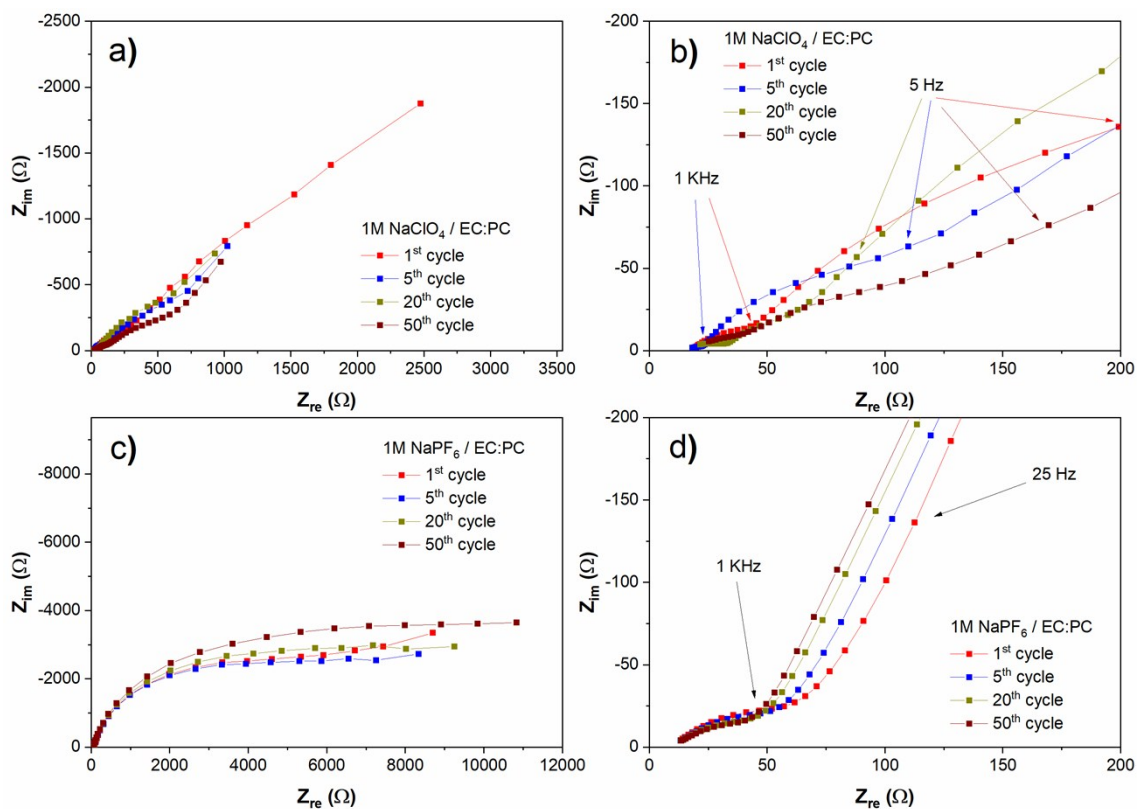 a)
-2500
-2000
-1500
-1000
-500
0
Zim (Ω)
0 500 1000 1500 2000 2500 3000 3500
Zre (Ω)
1M NaClO4 / EC:PC
1st cycle
5th cycle
20th cycle
50th cycle
b)
-200
-150
-100
-50
0
Zim (Ω)
0 50 100 150 200
Zre (Ω)
1M NaClO4 / EC:PC
1st cycle
5th cycle
20th cycle
50th cycle
5 Hz
1 KHz
c)
-8000
-6000
-4000
-2000
0
Zim (Ω)
0 2000 4000 6000 8000 10000 12000
Zre (Ω)
1M NaPF6 / EC:PC
1st cycle
5th cycle
20th cycle
50th cycle
d)
-200
-150
-100
-50
0
Zim (Ω)
0 50 100 150 200
Zre (Ω)
25 Hz
1 KHz
1M NaPF6 / EC:PC
1st cycle
5th cycle
20th cycle
50th cycle